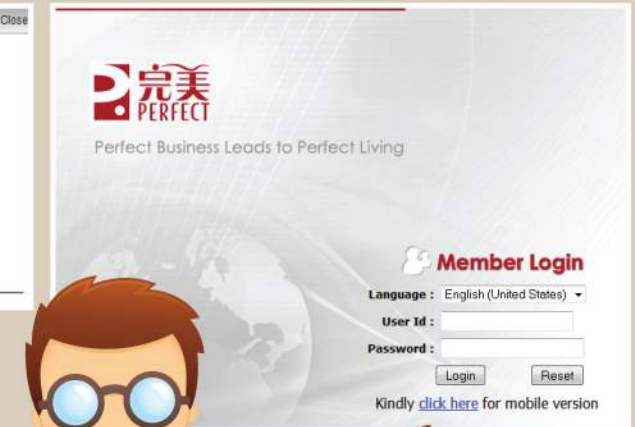 Close
完美
PERFECT
Perfect Business Leads to Perfect Living
Member Login
Language : English (United States)
User Id :
Password :
Login Reset
Kindly click here for mobile version